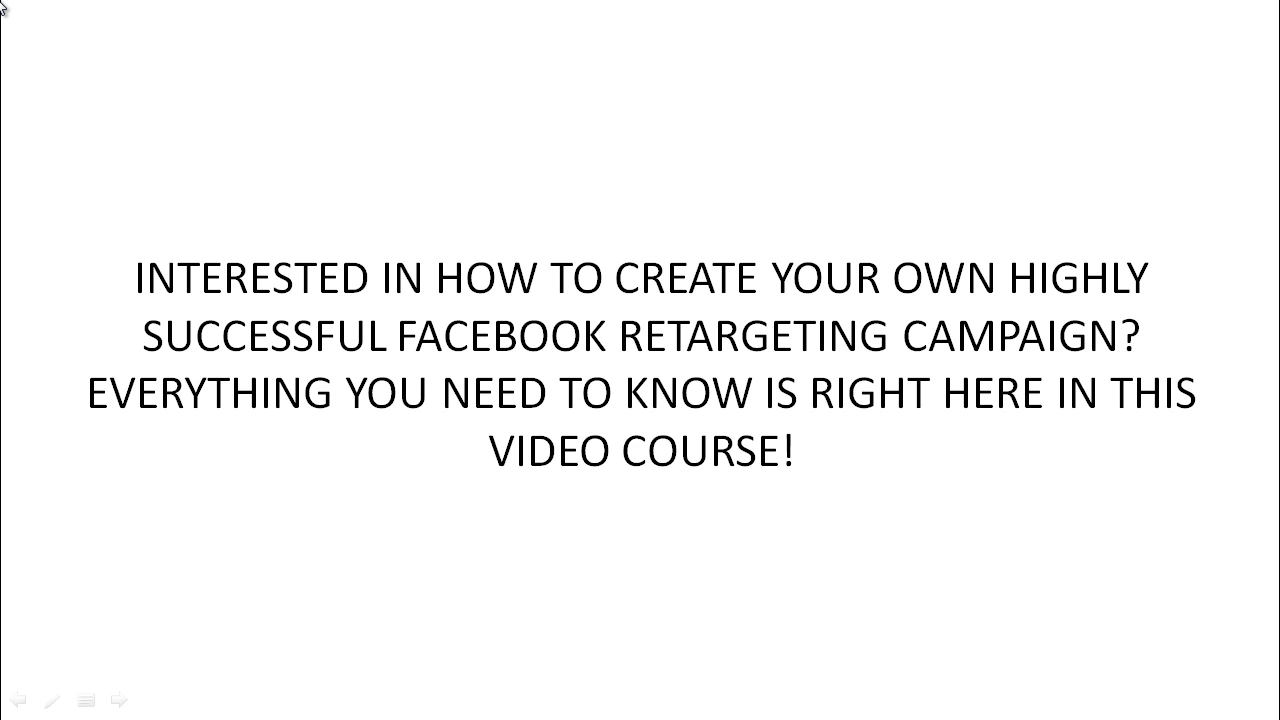 INTERESTED IN HOW TO CREATE YOUR OWN HIGHLY
SUCCESSFUL FACEBOOK RETARGETING CAMPAIGN?
EVERYTHING YOU NEED TO KNOW IS RIGHT HERE IN THIS
VIDEO COURSE!